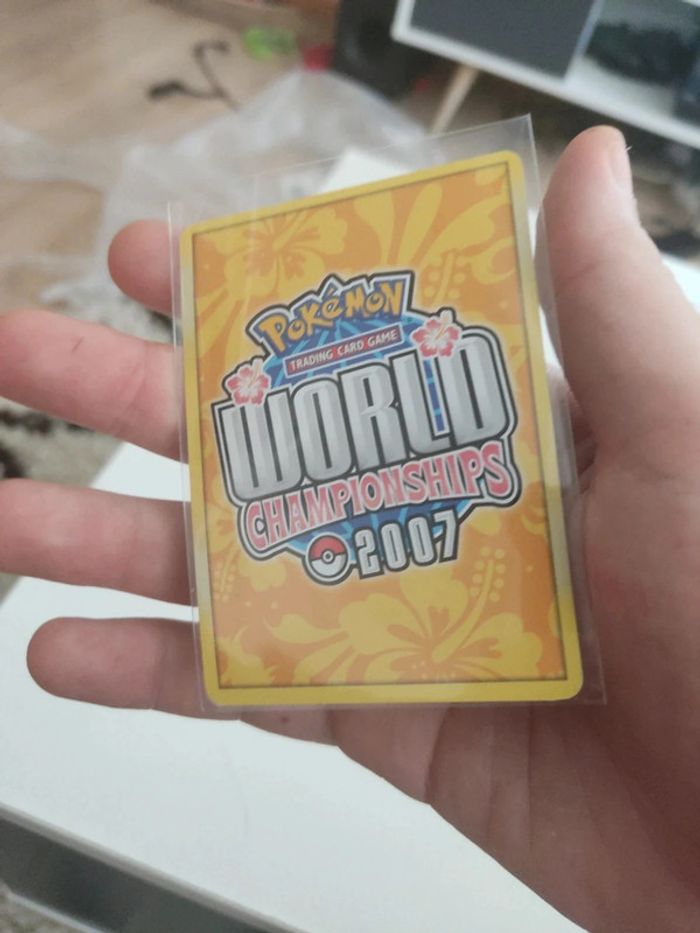 POKéMON
TRADING CARD GAME
WORLD
CHAMPIONSHIPS
2007